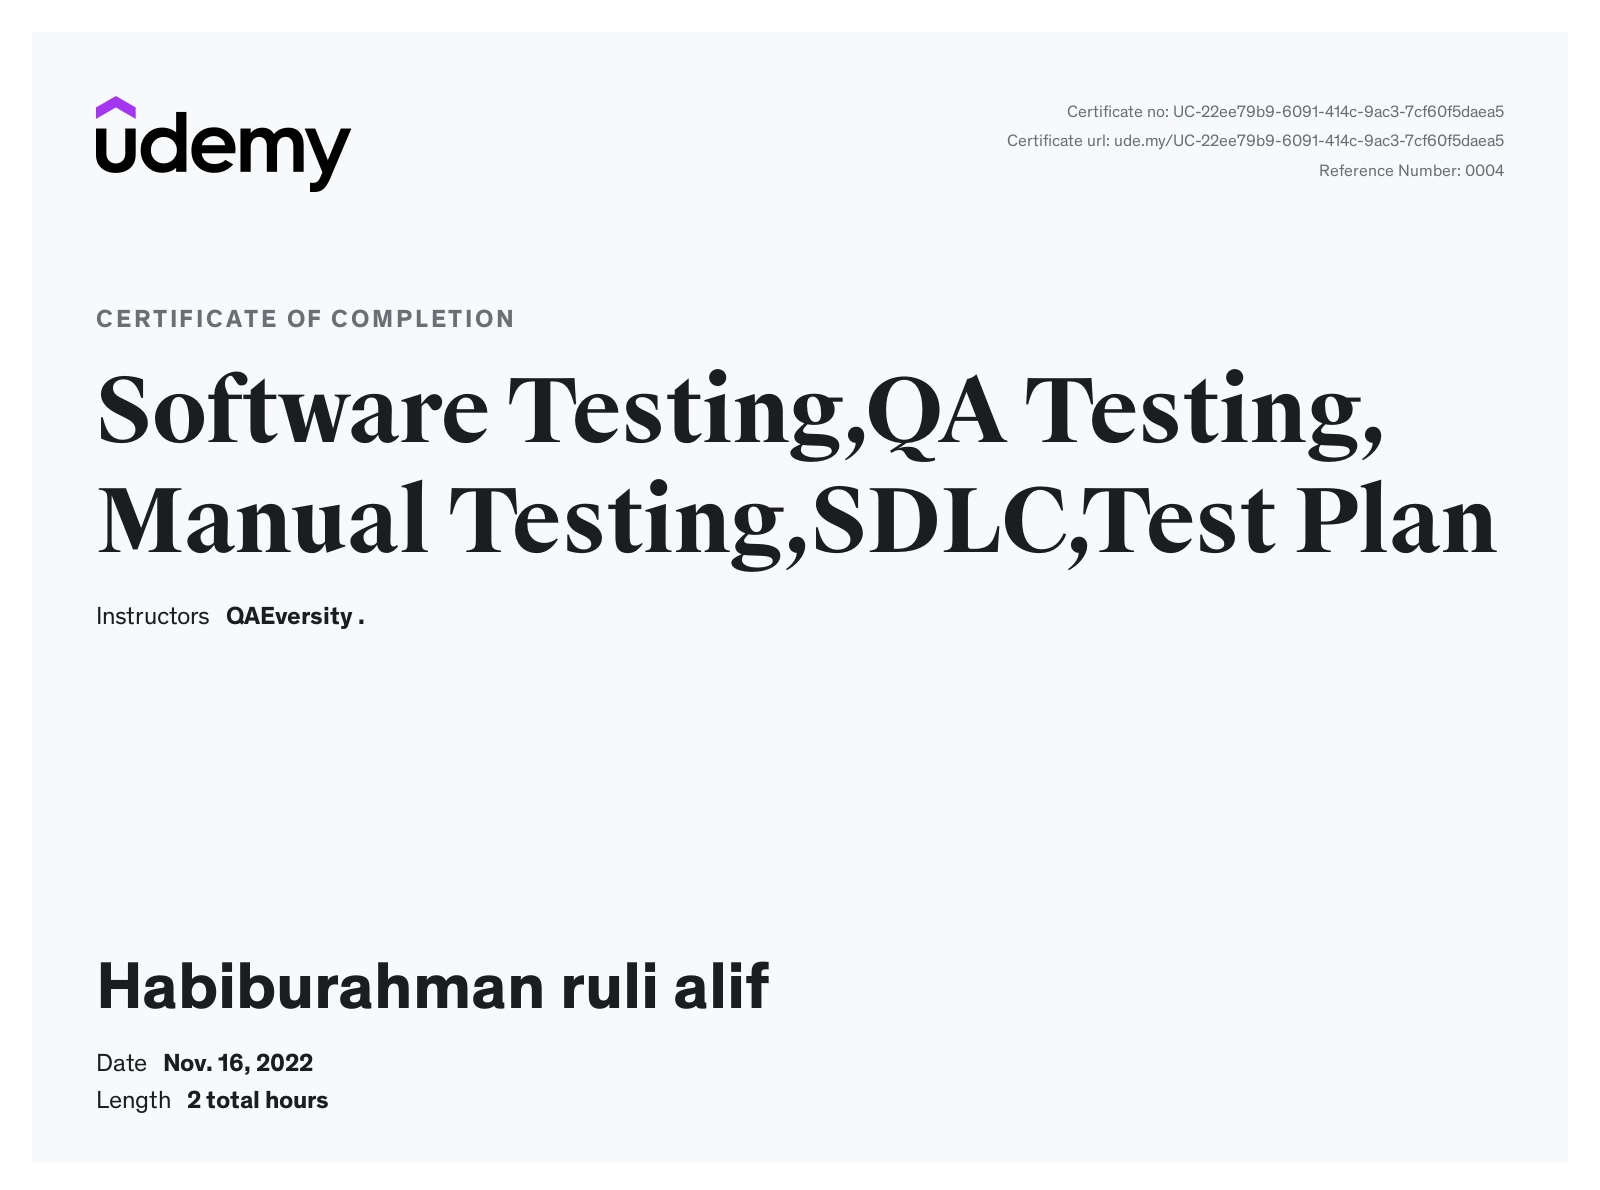 udemy
Certificate no: UC-22ee79b9-6091-414c-9ac3-7cf60f5daea5
Certificate url: ude.my/UC-22ee79b9-6091-414c-9ac3-7cf60f5daea5
Reference Number: 0004
CERTIFICATE OF COMPLETION
Software Testing,QA Testing,
Manual Testing,SDLC,Test Plan
Instructors QAEversity .
Habiburahman ruli alif
Date Nov. 16, 2022
Length 2 total hours